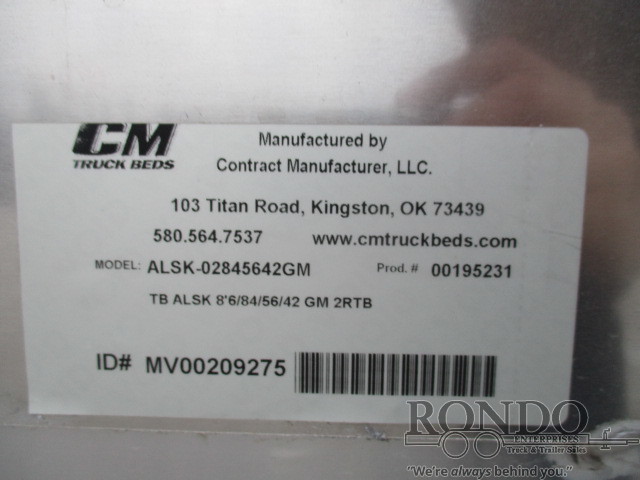 CM
TRUCK BEDS
Manufactured by
Contract Manufacturer, LLC.
103 Titan Road, Kingston, OK 73439
580.564.7537 www.cmtruckbeds.com
MODEL: ALSK-02845642GM Prod. # 00195231
TB ALSK 8'6/84/56/42 GM 2RTB
ID# MV00209275
RONDO
ENTERPRISES
Truck & Trailer Sales
"We're always behind you."